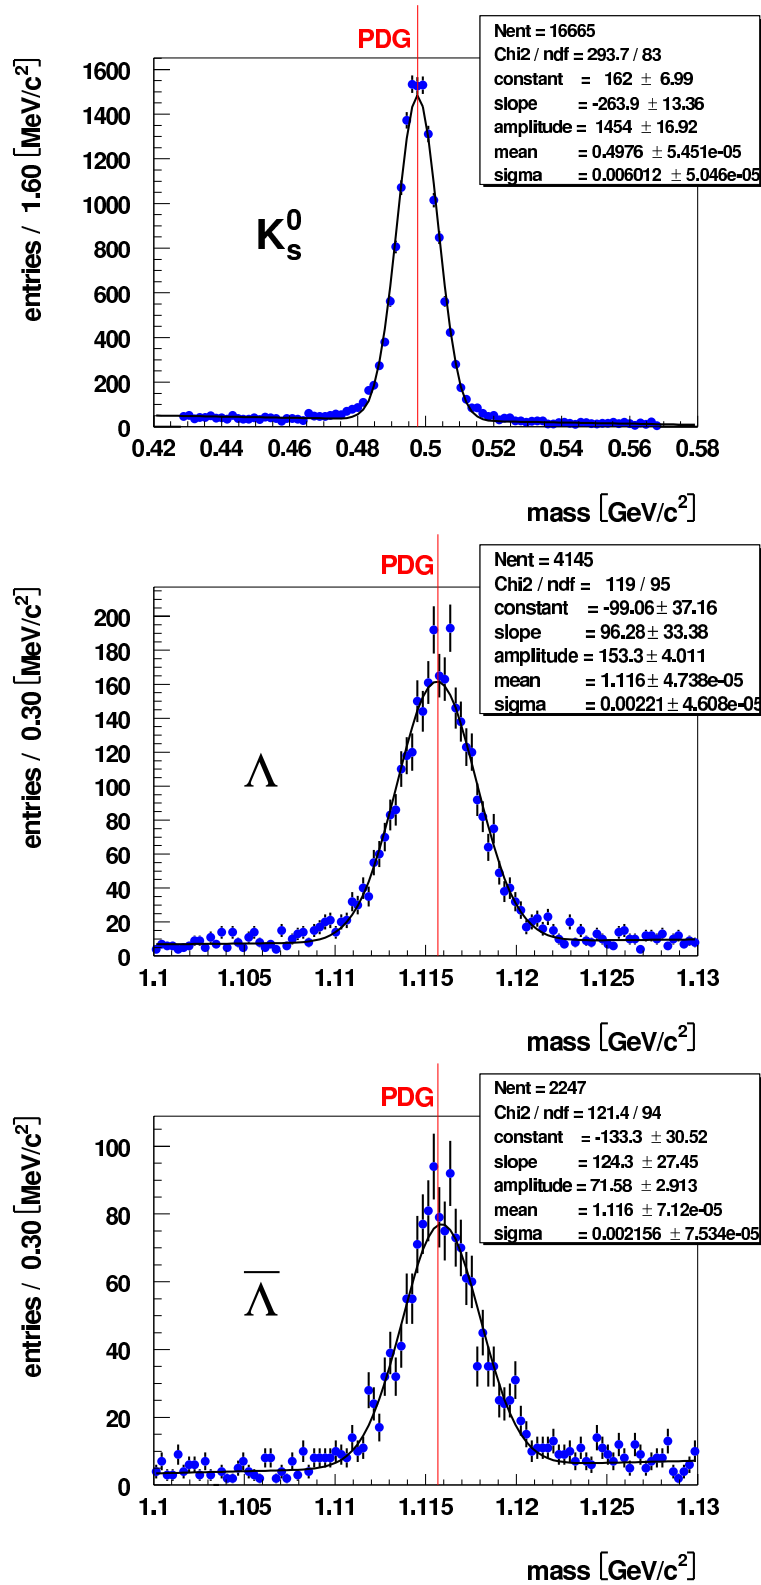 PDG
Nent = 16665
Chi2 / ndf = 293.7 / 83
constant = 162 ± 6.99
slope = -263.9 ± 13.36
amplitude = 1454 ± 16.92
mean = 0.4976 ± 5.451e-05
sigma = 0.006012 ± 5.046e-05
entries / 1.60 [MeV/c²]
1600
1400
1200
1000
800
600
400
200
0
K⁰ₛ
0.42 0.44 0.46 0.48 0.5 0.52 0.54 0.56 0.58
mass [GeV/c²]
PDG
Nent = 4145
Chi2 / ndf = 119 / 95
constant = -99.06 ± 37.16
slope = 96.28 ± 33.38
amplitude = 153.3 ± 4.011
mean = 1.116 ± 4.738e-05
sigma = 0.00221 ± 4.608e-05
entries / 0.30 [MeV/c²]
200
180
160
140
120
100
80
60
40
20
0
Λ
1.1 1.105 1.11 1.115 1.12 1.125 1.13
mass [GeV/c²]
PDG
Nent = 2247
Chi2 / ndf = 121.4 / 94
constant = -133.3 ± 30.52
slope = 124.3 ± 27.45
amplitude = 71.58 ± 2.913
mean = 1.116 ± 7.12e-05
sigma = 0.002156 ± 7.534e-05
entries / 0.30 [MeV/c²]
100
80
60
40
20
0
Λ̅
1.1 1.105 1.11 1.115 1.12 1.125 1.13
mass [GeV/c²]